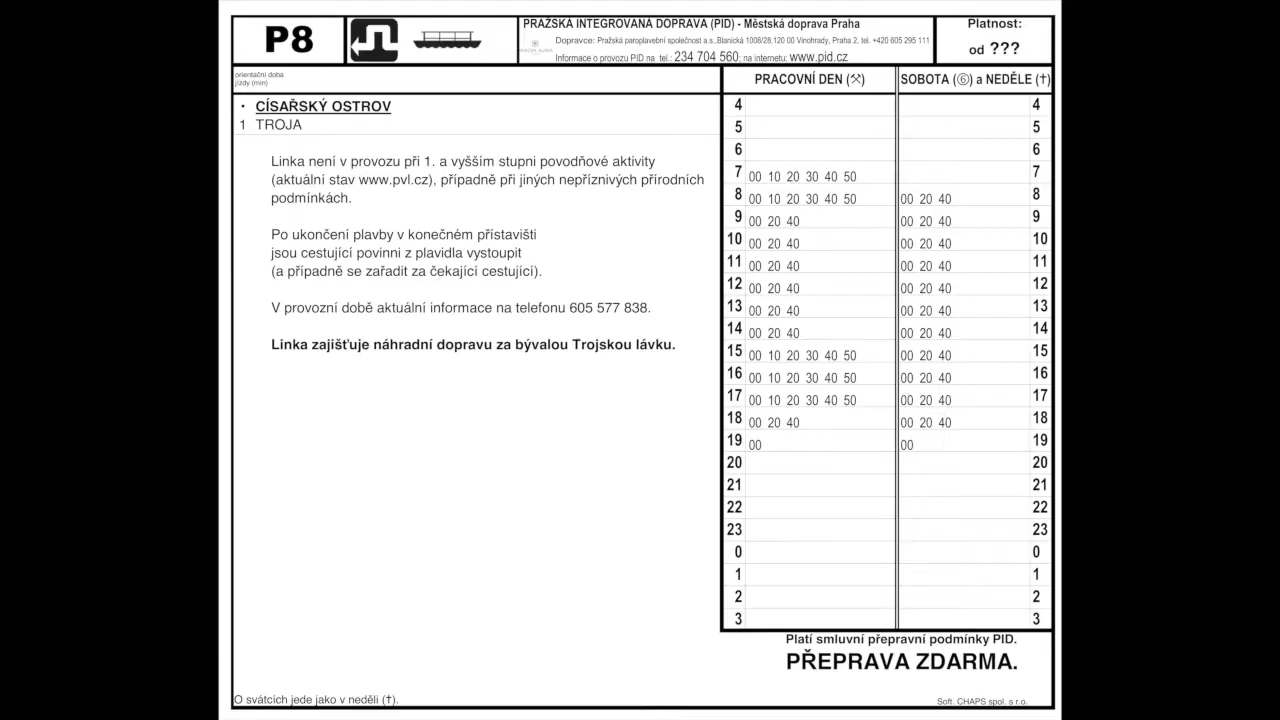 P8
PRAŽSKÁ INTEGROVANÁ DOPRAVA (PID) - Městská doprava Praha
Dopravce: Pražská paroplavební společnost a.s.,Blanická 1008/28,120 00 Vinohrady, Praha 2, tel. +420 605 295 111
Informace o provozu PID na tel.: 234 704 560; na internetu: www.pid.cz
Platnost:
od ???
orientační doba
jízdy (min)
PRACOVNÍ DEN (⚒)
SOBOTA (⑥) a NEDĚLE (✝)
• CÍSAŘSKÝ OSTROV
1 TROJA
Linka není v provozu při 1. a vyšším stupni povodňové aktivity
(aktuální stav www.pvl.cz), případně při jiných nepříznivých přírodních
podmínkách.
Po ukončení plavby v konečném přístavišti
jsou cestující povinni z plavidla vystoupit
(a případně se zařadit za čekající cestující).
V provozní době aktuální informace na telefonu 605 577 838.
Linka zajišťuje náhradní dopravu za bývalou Trojskou lávku.
4 4
5 5
6 6
7 00 10 20 30 40 50 7
8 00 10 20 30 40 50 00 20 40 8
9 00 20 40 00 20 40 9
10 00 20 40 00 20 40 10
11 00 20 40 00 20 40 11
12 00 20 40 00 20 40 12
13 00 20 40 00 20 40 13
14 00 20 40 00 20 40 14
15 00 10 20 30 40 50 00 20 40 15
16 00 10 20 30 40 50 00 20 40 16
17 00 10 20 30 40 50 00 20 40 17
18 00 20 40 00 20 40 18
19 00 00 19
20 20
21 21
22 22
23 23
0 0
1 1
2 2
3 3
Platí smluvní přepravní podmínky PID.
PŘEPRAVA ZDARMA.
O svátcích jede jako v neděli (✝).
Soft. CHAPS spol. s r.o.